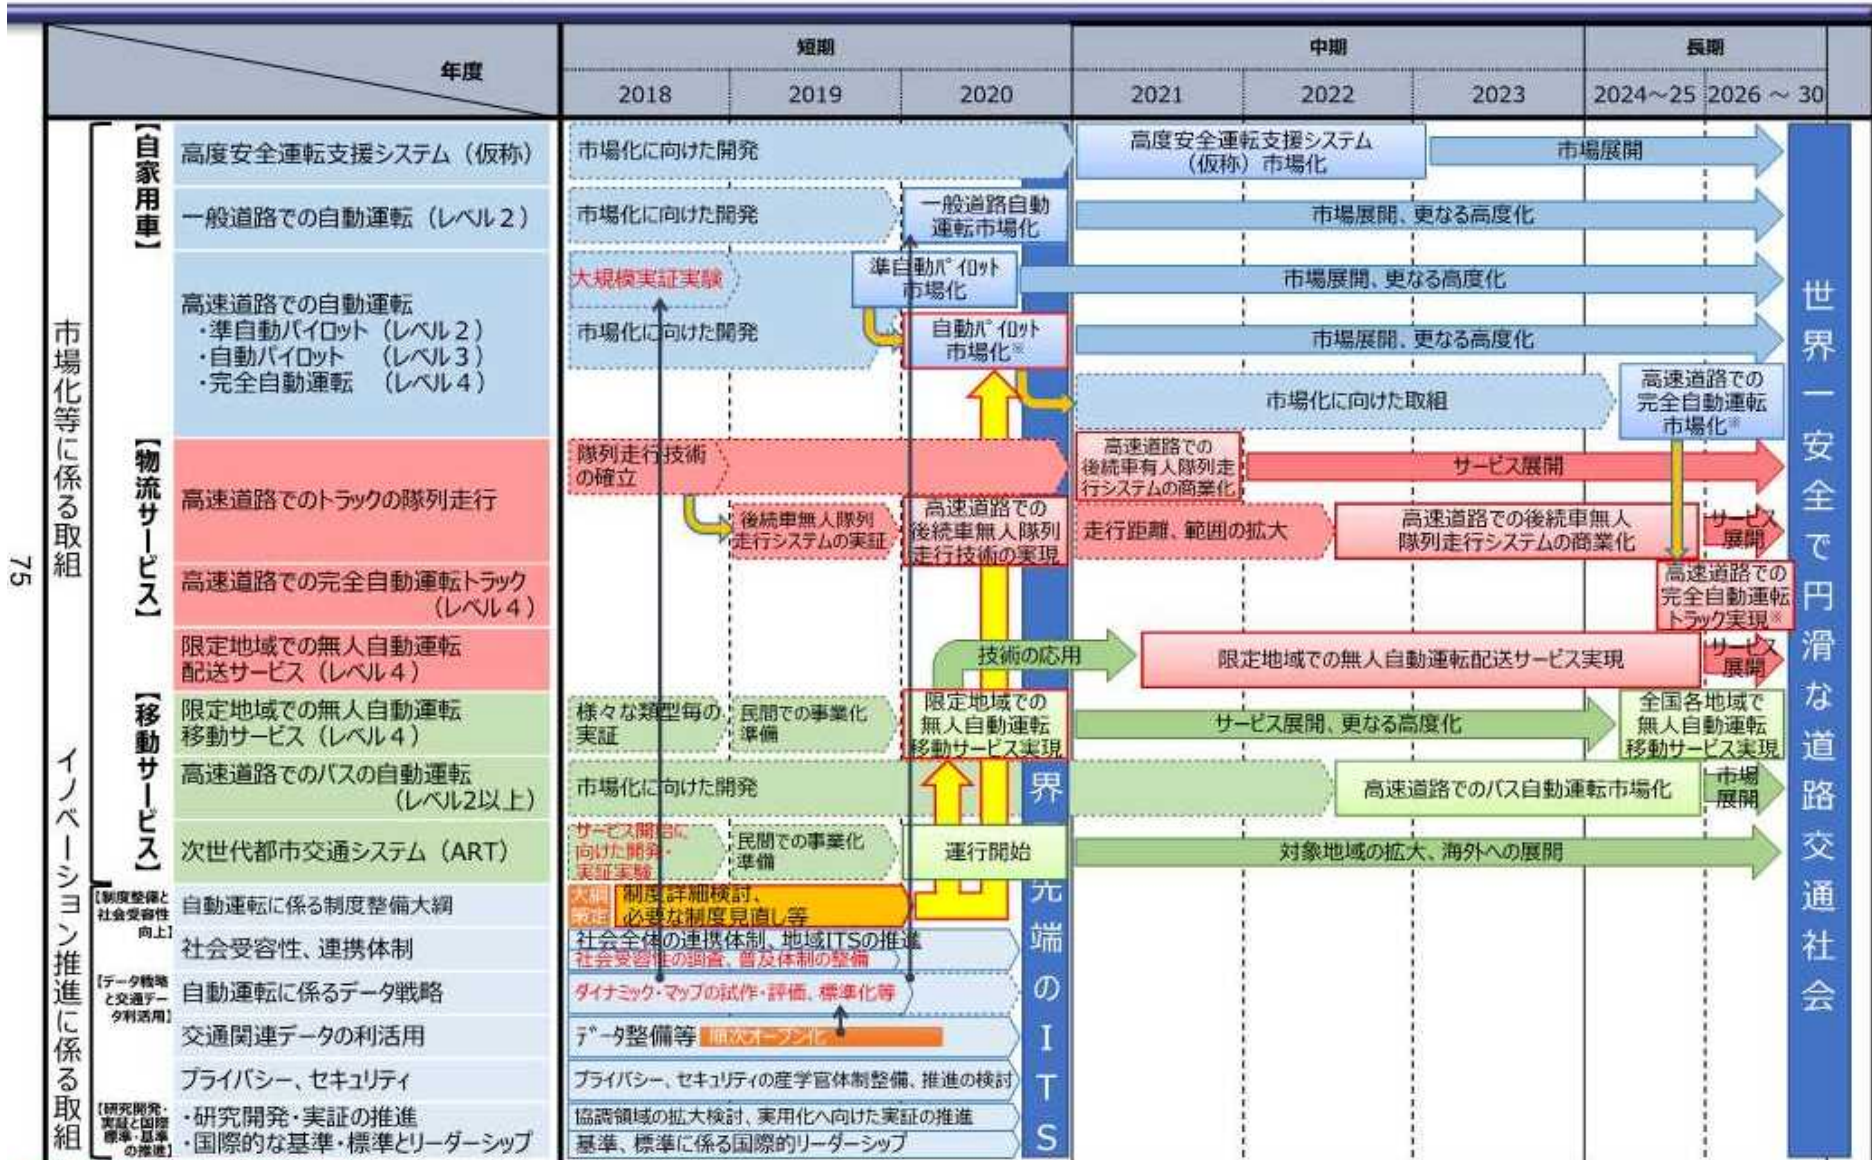 年度
短期
中期
長期
2018
2019
2020
2021
2022
2023
2024～25
2026 ～ 30
市場化等に係る取組
イノベーション推進に係る取組
75
【自家用車】
高度安全運転支援システム（仮称）
市場化に向けた開発
高度安全運転支援システム
（仮称）市場化
市場展開
一般道路での自動運転（レベル２）
市場化に向けた開発
一般道路自動
運転市場化
市場展開、更なる高度化
高速道路での自動運転
・準自動パイロット（レベル２）
・自動パイロット　（レベル３）
・完全自動運転　（レベル４）
大規模実証実験
準自動ﾊﾟｲﾛｯﾄ
市場化
市場展開、更なる高度化
市場化に向けた開発
自動ﾊﾟｲﾛｯﾄ
市場化※
市場展開、更なる高度化
市場化に向けた取組
高速道路での
完全自動運転
市場化※
【物流サービス】
高速道路でのトラックの隊列走行
隊列走行技術
の確立
高速道路での
後続車有人隊列走
行システムの商業化
サービス展開
後続車無人隊列
走行システムの実証
高速道路での
後続車無人隊列
走行技術の実現
走行距離、範囲の拡大
高速道路での後続車無人
隊列走行システムの商業化
サービス
展開
高速道路での完全自動運転トラック
（レベル４）
高速道路での
完全自動運転
トラック実現※
限定地域での無人自動運転
配送サービス（レベル４）
技術の応用
限定地域での無人自動運転配送サービス実現
サービス
展開
【移動サービス】
限定地域での無人自動運転
移動サービス（レベル４）
様々な類型毎の
実証
民間での事業化
準備
限定地域での
無人自動運転
移動サービス実現
サービス展開、更なる高度化
全国各地域で
無人自動運転
移動サービス実現
高速道路でのバスの自動運転
（レベル2以上）
市場化に向けた開発
高速道路でのバス自動運転市場化
市場
展開
次世代都市交通システム（ART）
サービス開始に
向けた開発・
実証実験
民間での事業化
準備
運行開始
対象地域の拡大、海外への展開
【制度整備と
社会受容性
向上】
自動運転に係る制度整備大綱
大綱
策定
制度詳細検討、
必要な制度見直し等
社会受容性、連携体制
社会全体の連携体制、地域ITSの推進
社会受容性の調査、普及体制の整備
【データ戦略
と交通デー
タ利活用】
自動運転に係るデータ戦略
ダイナミック・マップの試作・評価、標準化等
交通関連データの利活用
ﾃﾞｰﾀ整備等
順次オープン化
プライバシー、セキュリティ
プライバシー、セキュリティの産学官体制整備、推進の検討
【研究開発・
実証と国際
標準・基準
の推進】
・研究開発・実証の推進
・国際的な基準・標準とリーダーシップ
協調領域の拡大検討、実用化へ向けた実証の推進
基準、標準に係る国際的リーダーシップ
界
先端のITS
世界一安全で円滑な道路交通社会